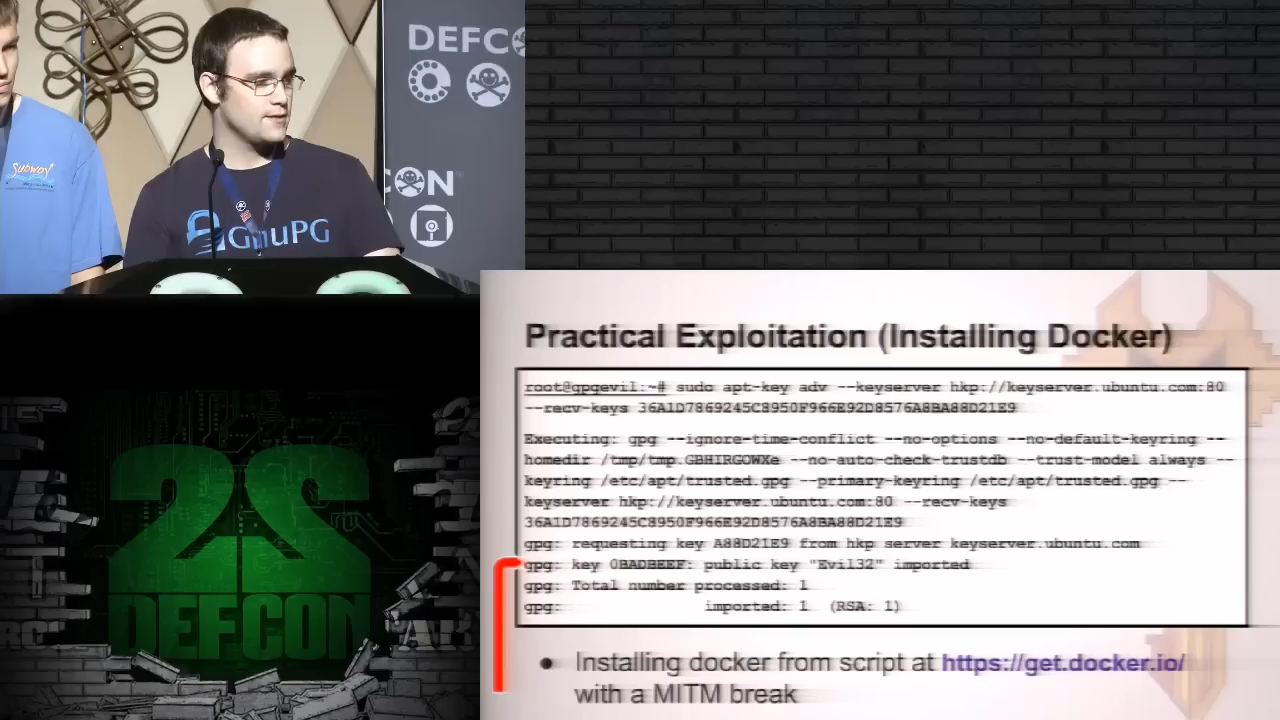 DEFC
CON
Subway
GnuPG
Practical Exploitation (Installing Docker)
root@gpgevil:~# sudo apt-key adv --keyserver hkp://keyserver.ubuntu.com:80
--recv-keys 36A1D7869245C8950F966E92D8576A8BA88D21E9
Executing: gpg --ignore-time-conflict --no-options --no-default-keyring --
homedir /tmp/tmp.GBHIRGOWXe --no-auto-check-trustdb --trust-model always --
keyring /etc/apt/trusted.gpg --primary-keyring /etc/apt/trusted.gpg --
keyserver hkp://keyserver.ubuntu.com:80 --recv-keys
36A1D7869245C8950F966E92D8576A8BA88D21E9
gpg: requesting key A88D21E9 from hkp server keyserver.ubuntu.com
gpg: key 0BADBEEF: public key "Evil32" imported
gpg: Total number processed: 1
gpg: imported: 1 (RSA: 1)
● Installing docker from script at https://get.docker.io/
with a MITM break
22
DEFCON